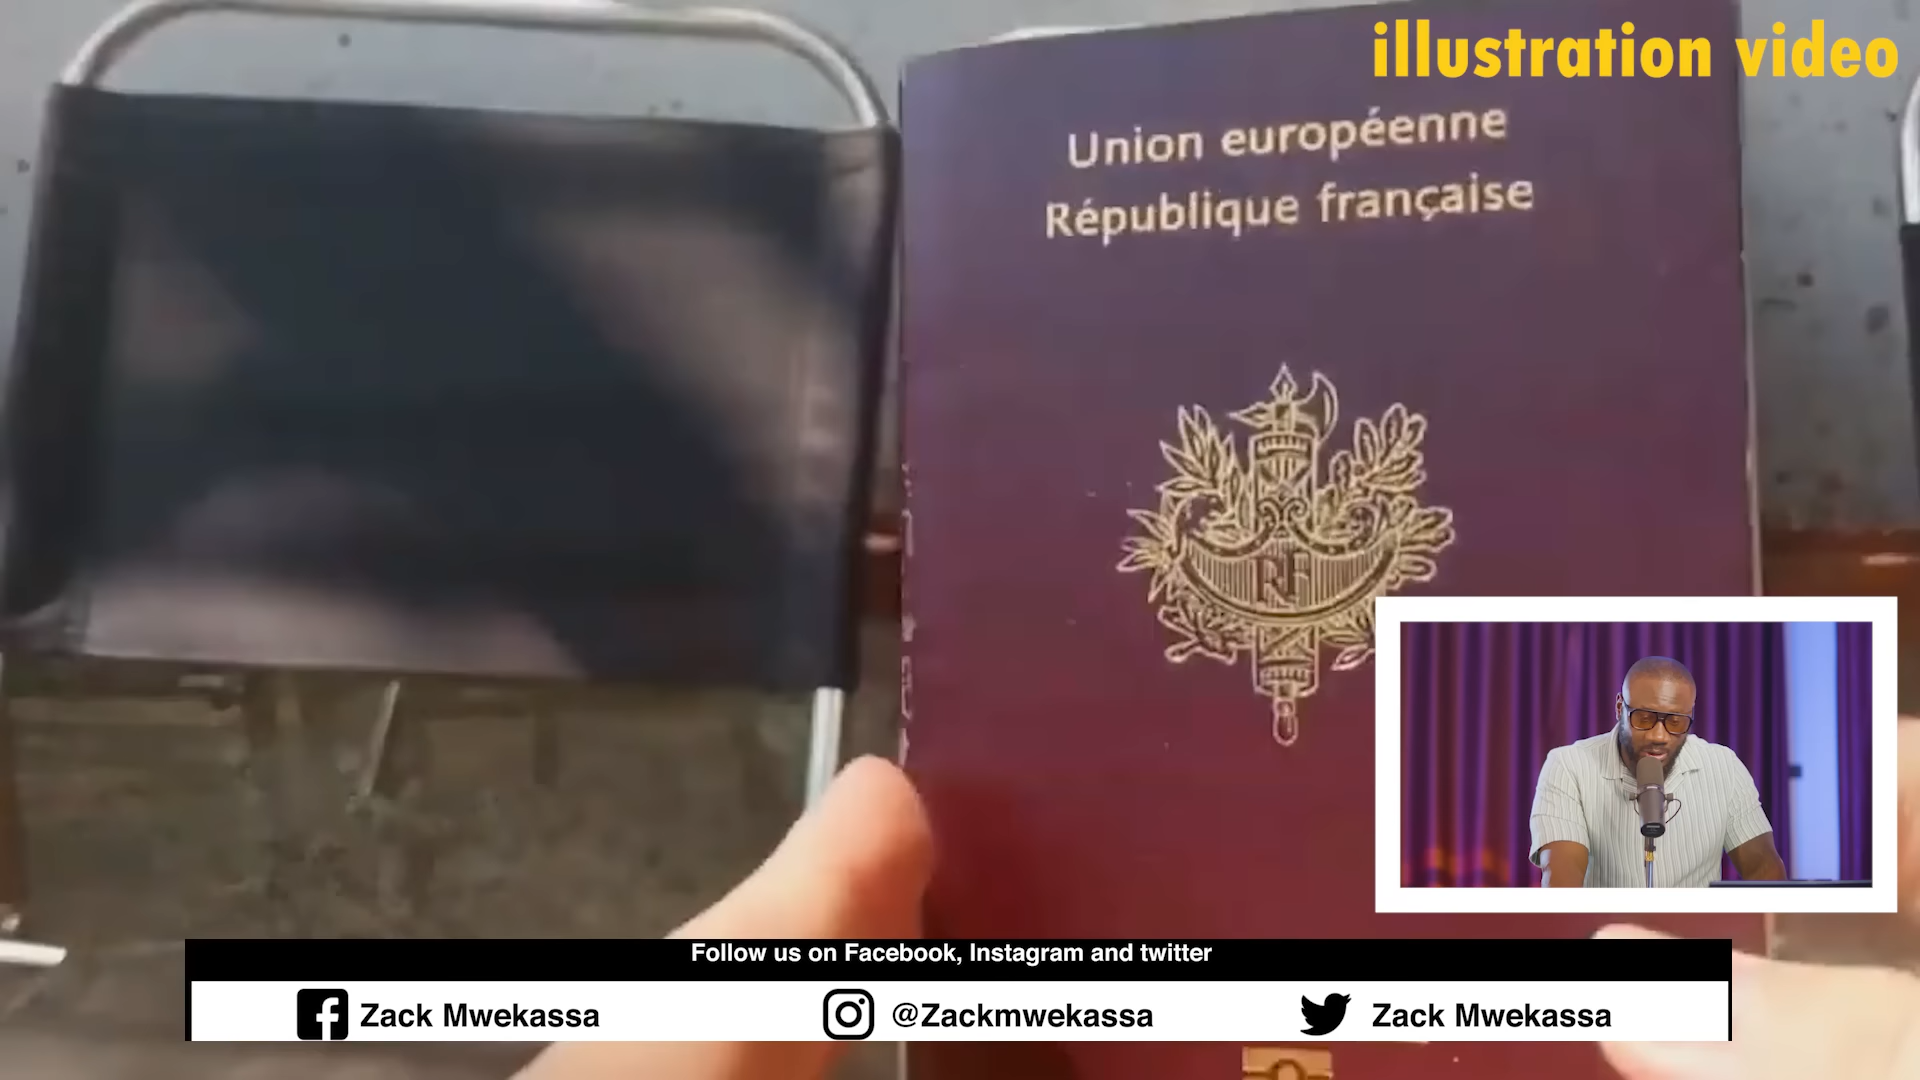 illustration video
Union européenne
République française
RF
Follow us on Facebook, Instagram and twitter
Zack Mwekassa
@Zackmwekassa
Zack Mwekassa